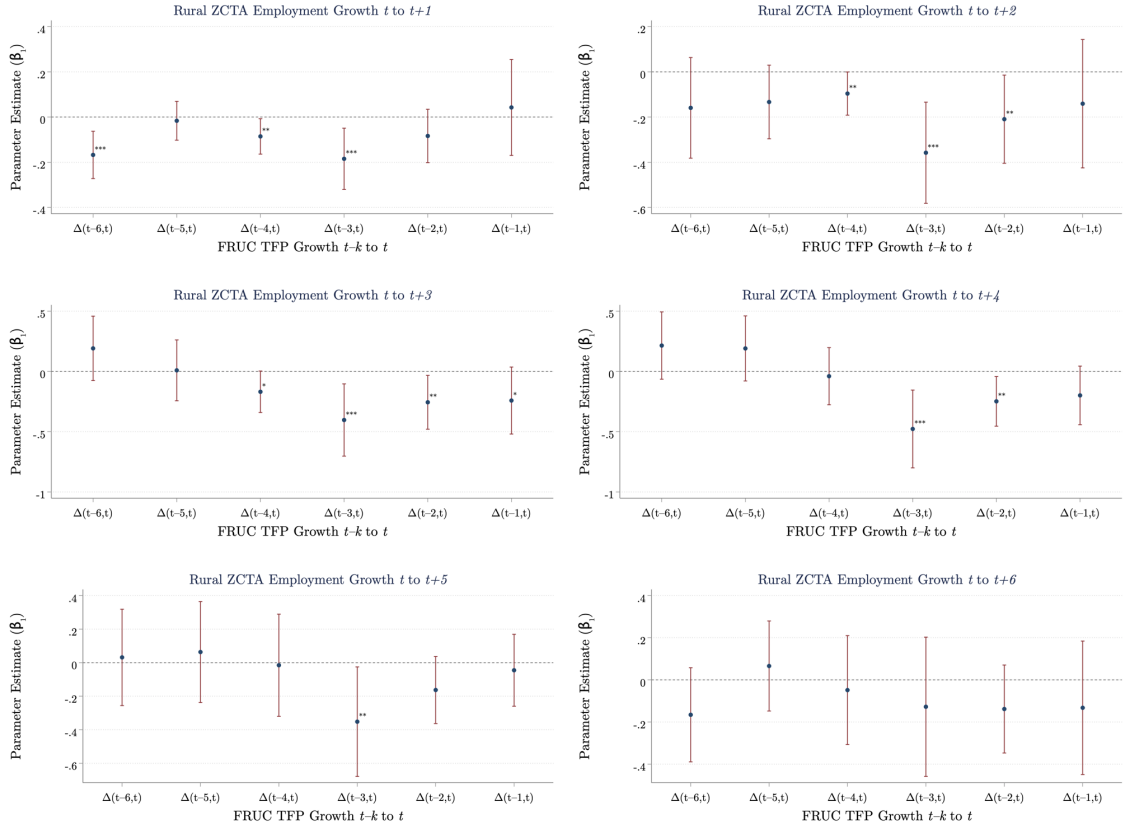 Rural ZCTA Employment Growth t to t+1
Parameter Estimate (β₁)
.4
.2
0
-.2
-.4
***
**
***
Δ(t–6,t) Δ(t–5,t) Δ(t–4,t) Δ(t–3,t) Δ(t–2,t) Δ(t–1,t)
FRUC TFP Growth t–k to t
Rural ZCTA Employment Growth t to t+2
Parameter Estimate (β₁)
.2
0
-.2
-.4
-.6
**
***
**
Δ(t–6,t) Δ(t–5,t) Δ(t–4,t) Δ(t–3,t) Δ(t–2,t) Δ(t–1,t)
FRUC TFP Growth t–k to t
Rural ZCTA Employment Growth t to t+3
Parameter Estimate (β₁)
.5
0
-.5
-1
*
***
**
*
Δ(t–6,t) Δ(t–5,t) Δ(t–4,t) Δ(t–3,t) Δ(t–2,t) Δ(t–1,t)
FRUC TFP Growth t–k to t
Rural ZCTA Employment Growth t to t+4
Parameter Estimate (β₁)
.5
0
-.5
-1
***
**
Δ(t–6,t) Δ(t–5,t) Δ(t–4,t) Δ(t–3,t) Δ(t–2,t) Δ(t–1,t)
FRUC TFP Growth t–k to t
Rural ZCTA Employment Growth t to t+5
Parameter Estimate (β₁)
.4
.2
0
-.2
-.4
-.6
**
Δ(t–6,t) Δ(t–5,t) Δ(t–4,t) Δ(t–3,t) Δ(t–2,t) Δ(t–1,t)
FRUC TFP Growth t–k to t
Rural ZCTA Employment Growth t to t+6
Parameter Estimate (β₁)
.4
.2
0
-.2
-.4
Δ(t–6,t) Δ(t–5,t) Δ(t–4,t) Δ(t–3,t) Δ(t–2,t) Δ(t–1,t)
FRUC TFP Growth t–k to t